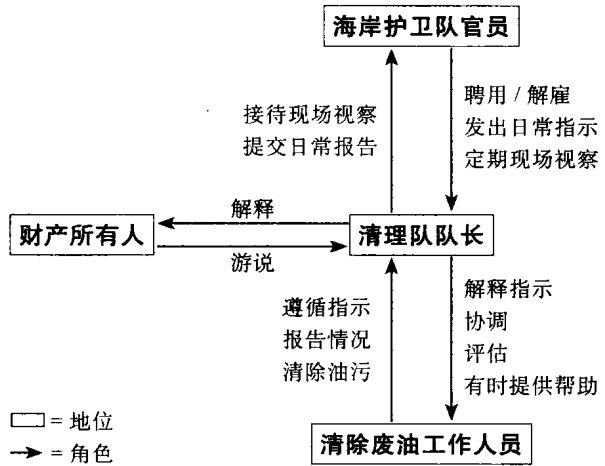 海岸护卫队官员
接待现场视察
提交日常报告
聘用/解雇
发出日常指示
定期现场视察
解释
财产所有人
清理队队长
游说
遵循指示
报告情况
清除油污
解释指示
协调
评估
有时提供帮助
=地位
=角色
清除废油工作人员